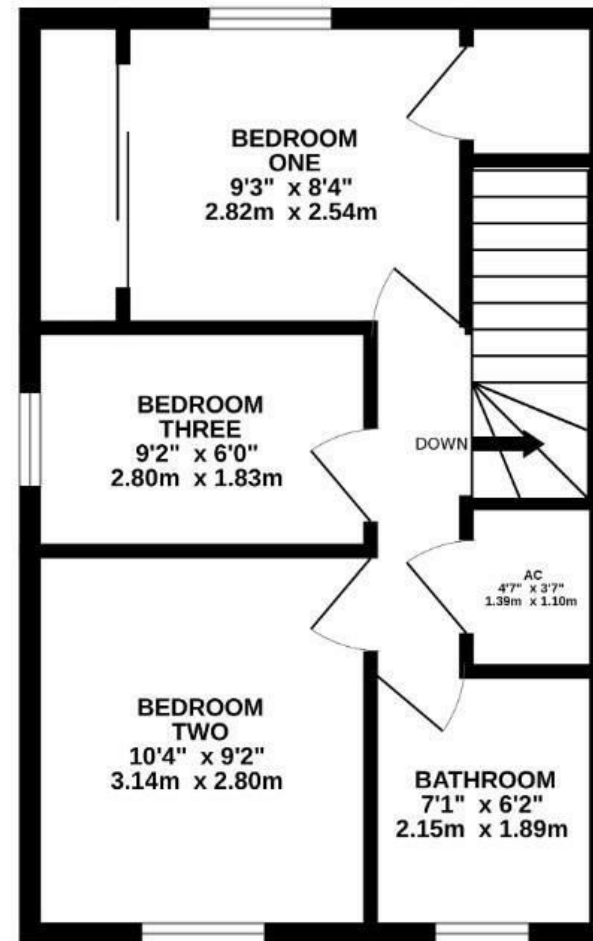 BEDROOM
ONE
9'3" x 8'4"
2.82m x 2.54m
BEDROOM
THREE
9'2" x 6'0"
2.80m x 1.83m
DOWN
AC
4'7" x 3'7"
1.39m x 1.10m
BEDROOM
TWO
10'4" x 9'2"
3.14m x 2.80m
BATHROOM
7'1" x 6'2"
2.15m x 1.89m